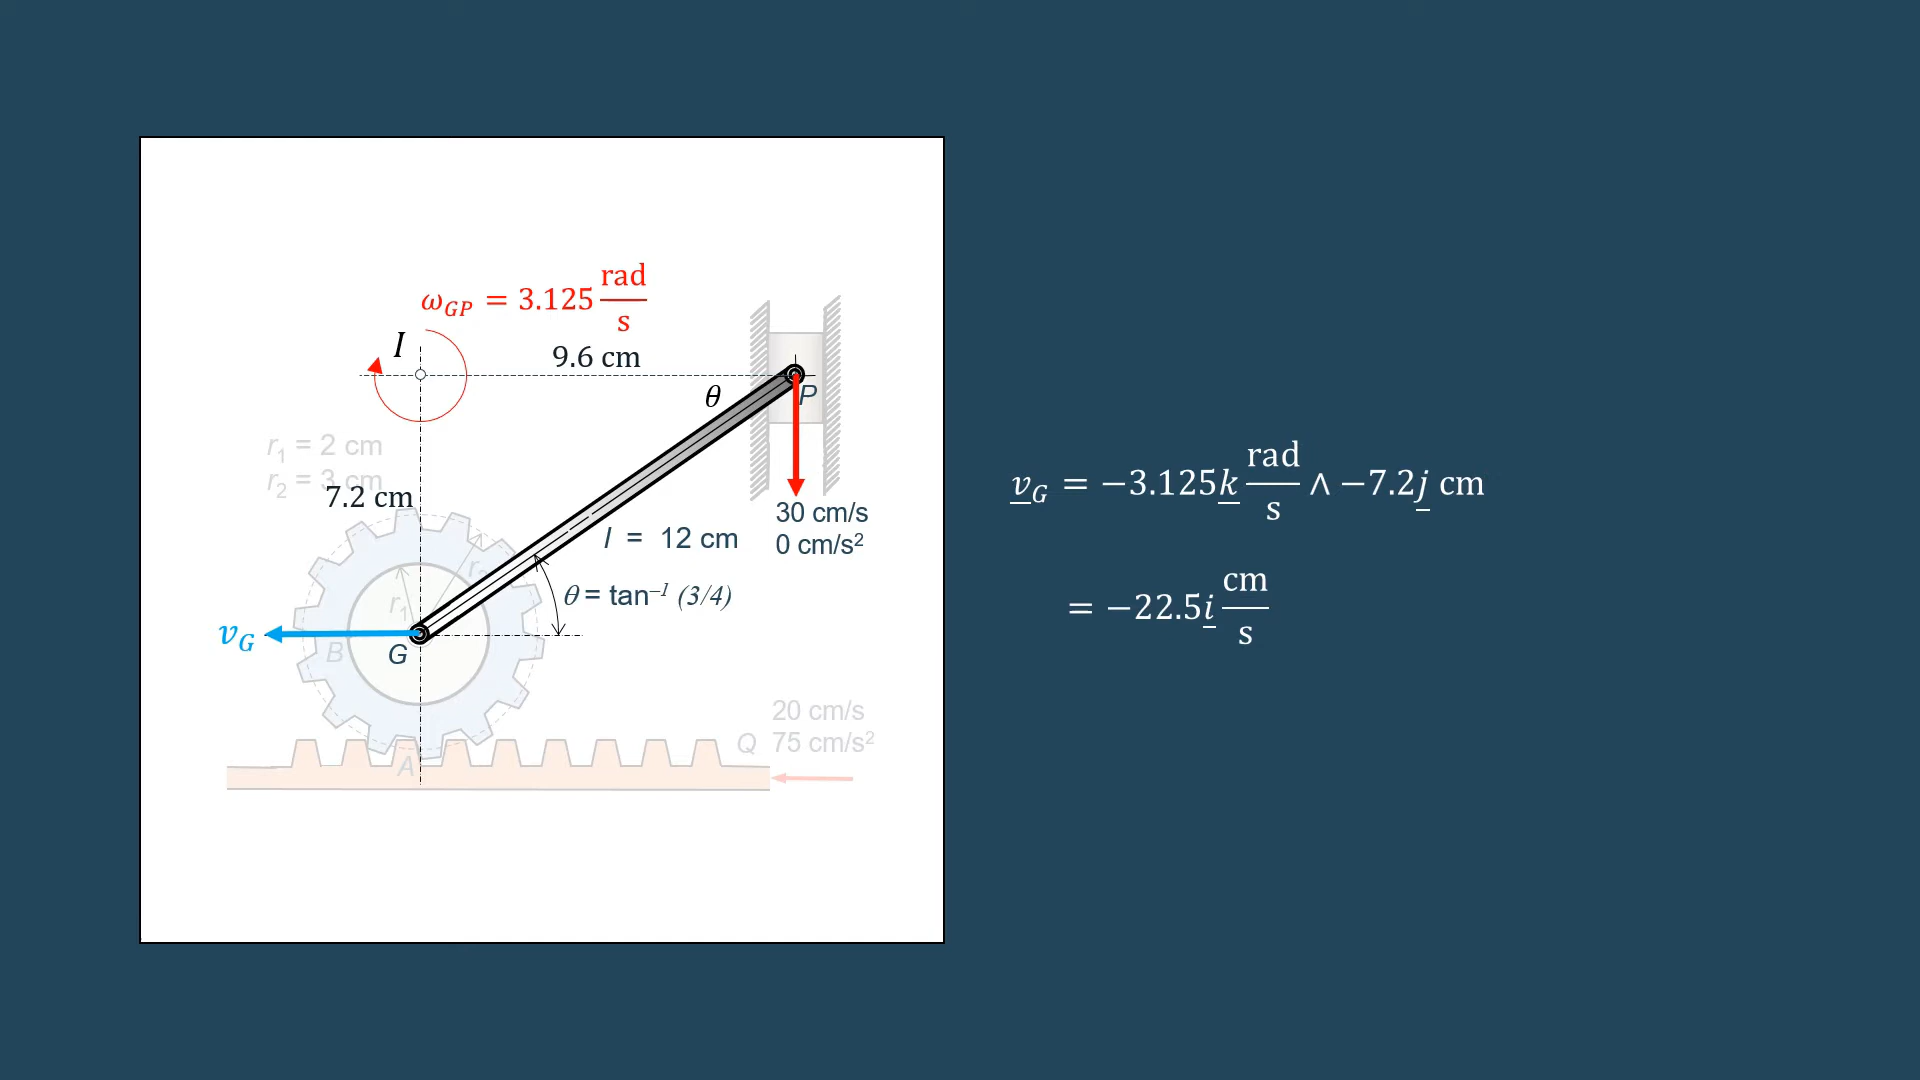 ω_GP = 3.125 rad/s
I
9.6 cm
θ
P
r₁ = 2 cm
r₂ = 3 cm
7.2 cm
30 cm/s
0 cm/s²
l = 12 cm
θ = tan⁻¹ (3/4)
r₂
r₁
v_G
B
G
20 cm/s
Q 75 cm/s²
A
v_G = −3.125k rad/s ∧ −7.2j cm
= −22.5i cm/s